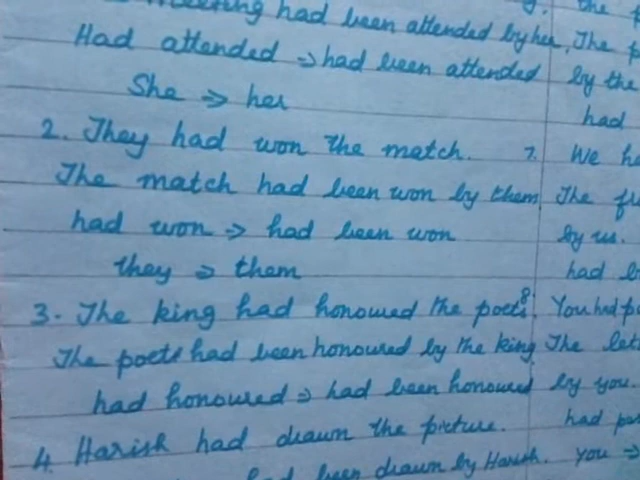 had been attended by her.
Had attended ⇒ had been attended
She ⇒ her
2. They had won the match.
The match had been won by them
had won ⇒ had been won
they ⇒ them
3. The king had honoured the poets.
The poets had been honoured by the king
had honoured ⇒ had been honoured
4. Harish had drawn the picture.
had been drawn by Harish.
the
The
by the
had
7. We
The
by us.
had
8. You had
The
by you.
had
You ⇒